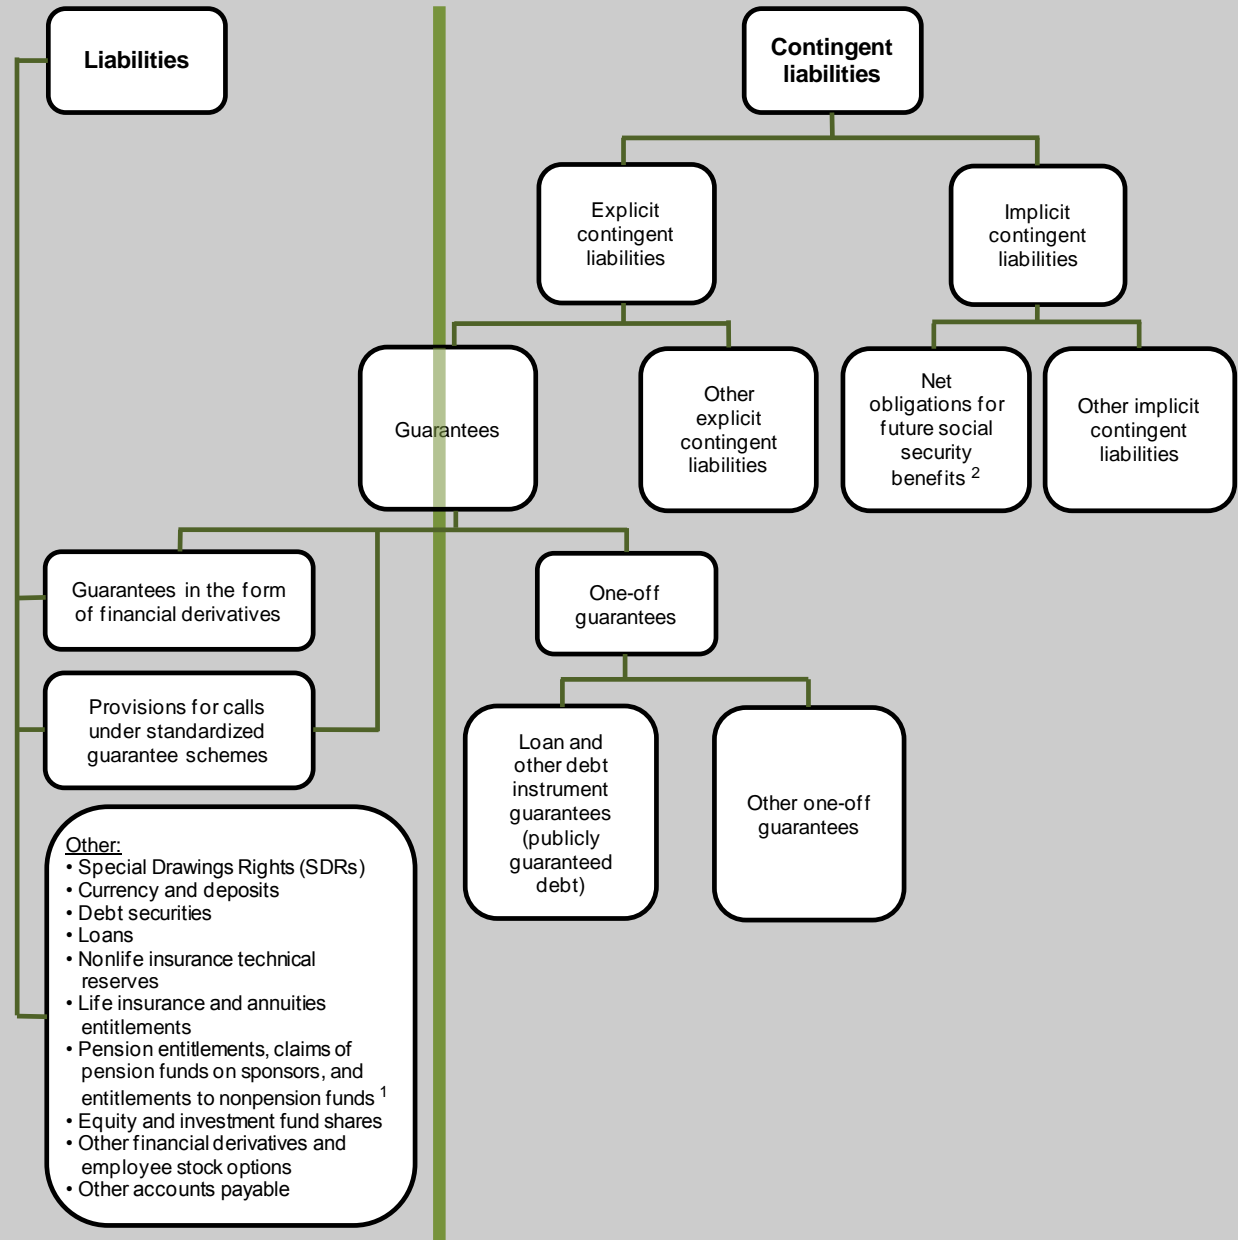 Liabilities
Contingent
liabilities
Explicit
contingent
liabilities
Implicit
contingent
liabilities
Guarantees
Other
explicit
contingent
liabilities
Net
obligations for
future social
security
benefits 2
Other implicit
contingent
liabilities
Guarantees in the form
of financial derivatives
One-off
guarantees
Provisions for calls
under standardized
guarantee schemes
Loan and
other debt
instrument
guarantees
(publicly
guaranteed
debt)
Other one-off
guarantees
Other:
• Special Drawings Rights (SDRs)
• Currency and deposits
• Debt securities
• Loans
• Nonlife insurance technical
reserves
• Life insurance and annuities
entitlements
• Pension entitlements, claims of
pension funds on sponsors, and
entitlements to nonpension funds 1
• Equity and investment fund shares
• Other financial derivatives and
employee stock options
• Other accounts payable